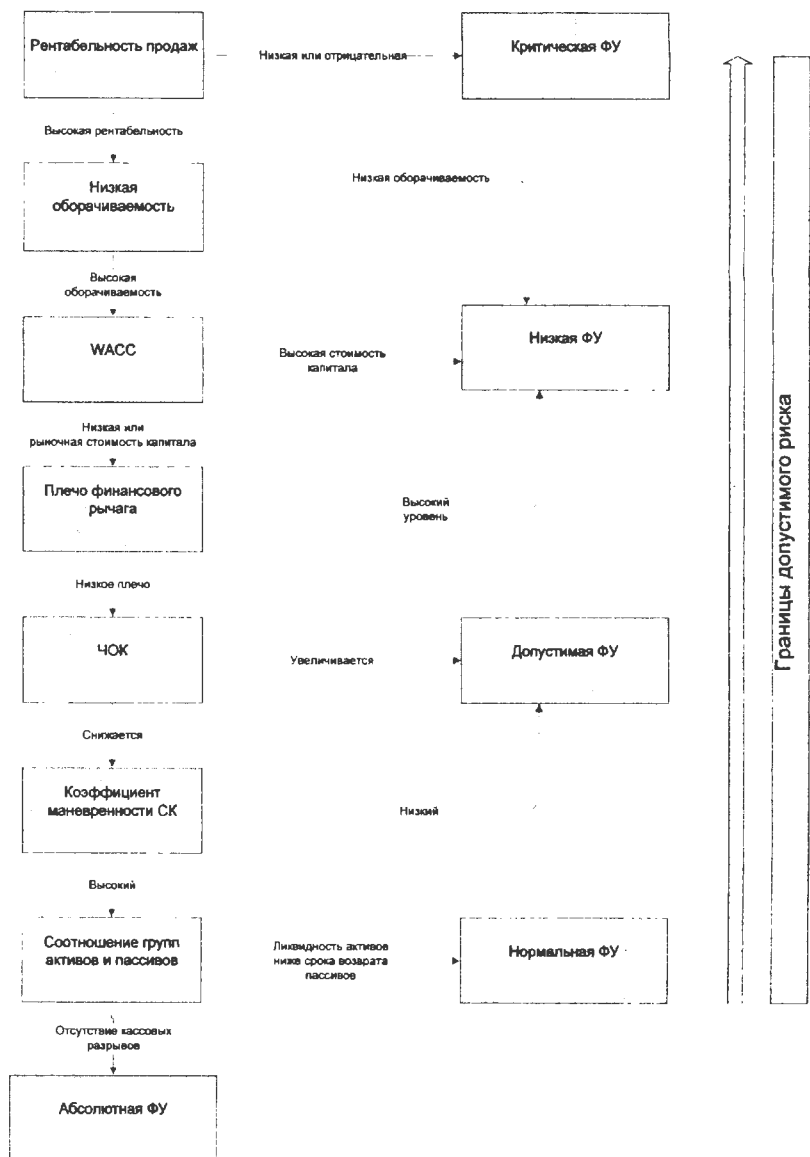 Рентабельность продаж
Низкая или отрицательная
Критическая ФУ
Высокая рентабельность
Низкая
оборачиваемость
Низкая оборачиваемость
Высокая
оборачиваемость
WACC
Высокая стоимость
капитала
Низкая ФУ
Низкая или
рыночная стоимость капитала
Плечо финансового
рычага
Высокий
уровень
Низкое плечо
ЧОК
Увеличивается
Допустимая ФУ
Снижается
Коэффициент
маневренности СК
Низкий
Высокий
Соотношение групп
активов и пассивов
Ликвидность активов
ниже срока возврата
пассивов
Нормальная ФУ
Отсутствие кассовых
разрывов
Абсолютная ФУ
Границы допустимого риска